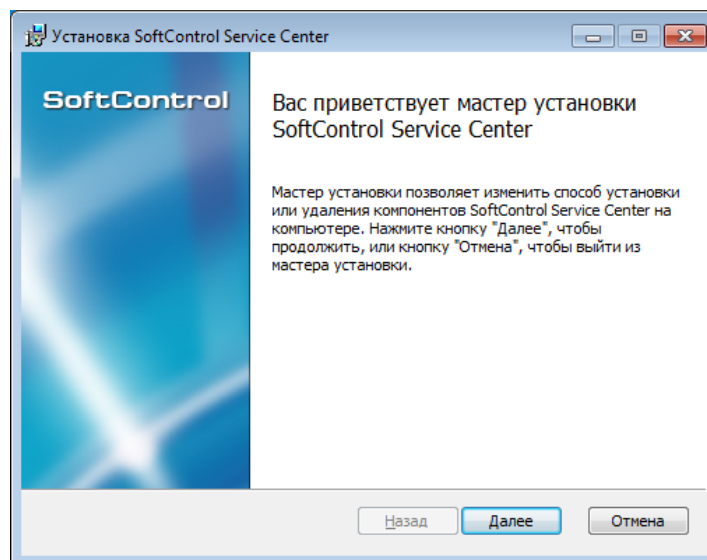 Установка SoftControl Service Center
SoftControl
Вас приветствует мастер установки
SoftControl Service Center
Мастер установки позволяет изменить способ установки
или удаления компонентов SoftControl Service Center на
компьютере. Нажмите кнопку "Далее", чтобы
продолжить, или кнопку "Отмена", чтобы выйти из
мастера установки.
Назад Далее Отмена